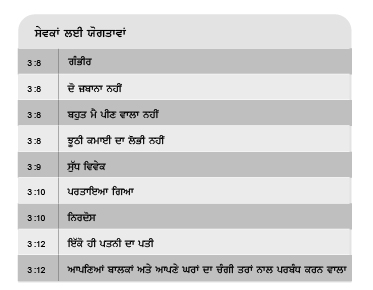 ਸੇਵਕਾਂ ਲਈ ਯੋਗਤਾਵਾਂ
3:8 ਗੰਭੀਰ
3:8 ਦੋ ਜ਼ਬਾਨਾ ਨਹੀਂ
3:8 ਬਹੁਤ ਮੈ ਪੀਣ ਵਾਲਾ ਨਹੀਂ
3:8 ਝੂਠੀ ਕਮਾਈ ਦਾ ਲੋਭੀ ਨਹੀਂ
3:9 ਸ਼ੁੱਧ ਵਿਵੇਕ
3:10 ਪਰਤਾਇਆ ਗਿਆ
3:10 ਨਿਰਦੋਸ
3:12 ਇੱਕੋ ਹੀ ਪਤਨੀ ਦਾ ਪਤੀ
3:12 ਆਪਣਿਆਂ ਬਾਲਕਾਂ ਅਤੇ ਆਪਣੇ ਘਰਾਂ ਦਾ ਚੰਗੀ ਤਰਾਂ ਨਾਲ ਪਰਬੰਧ ਕਰਨ ਵਾਲਾ